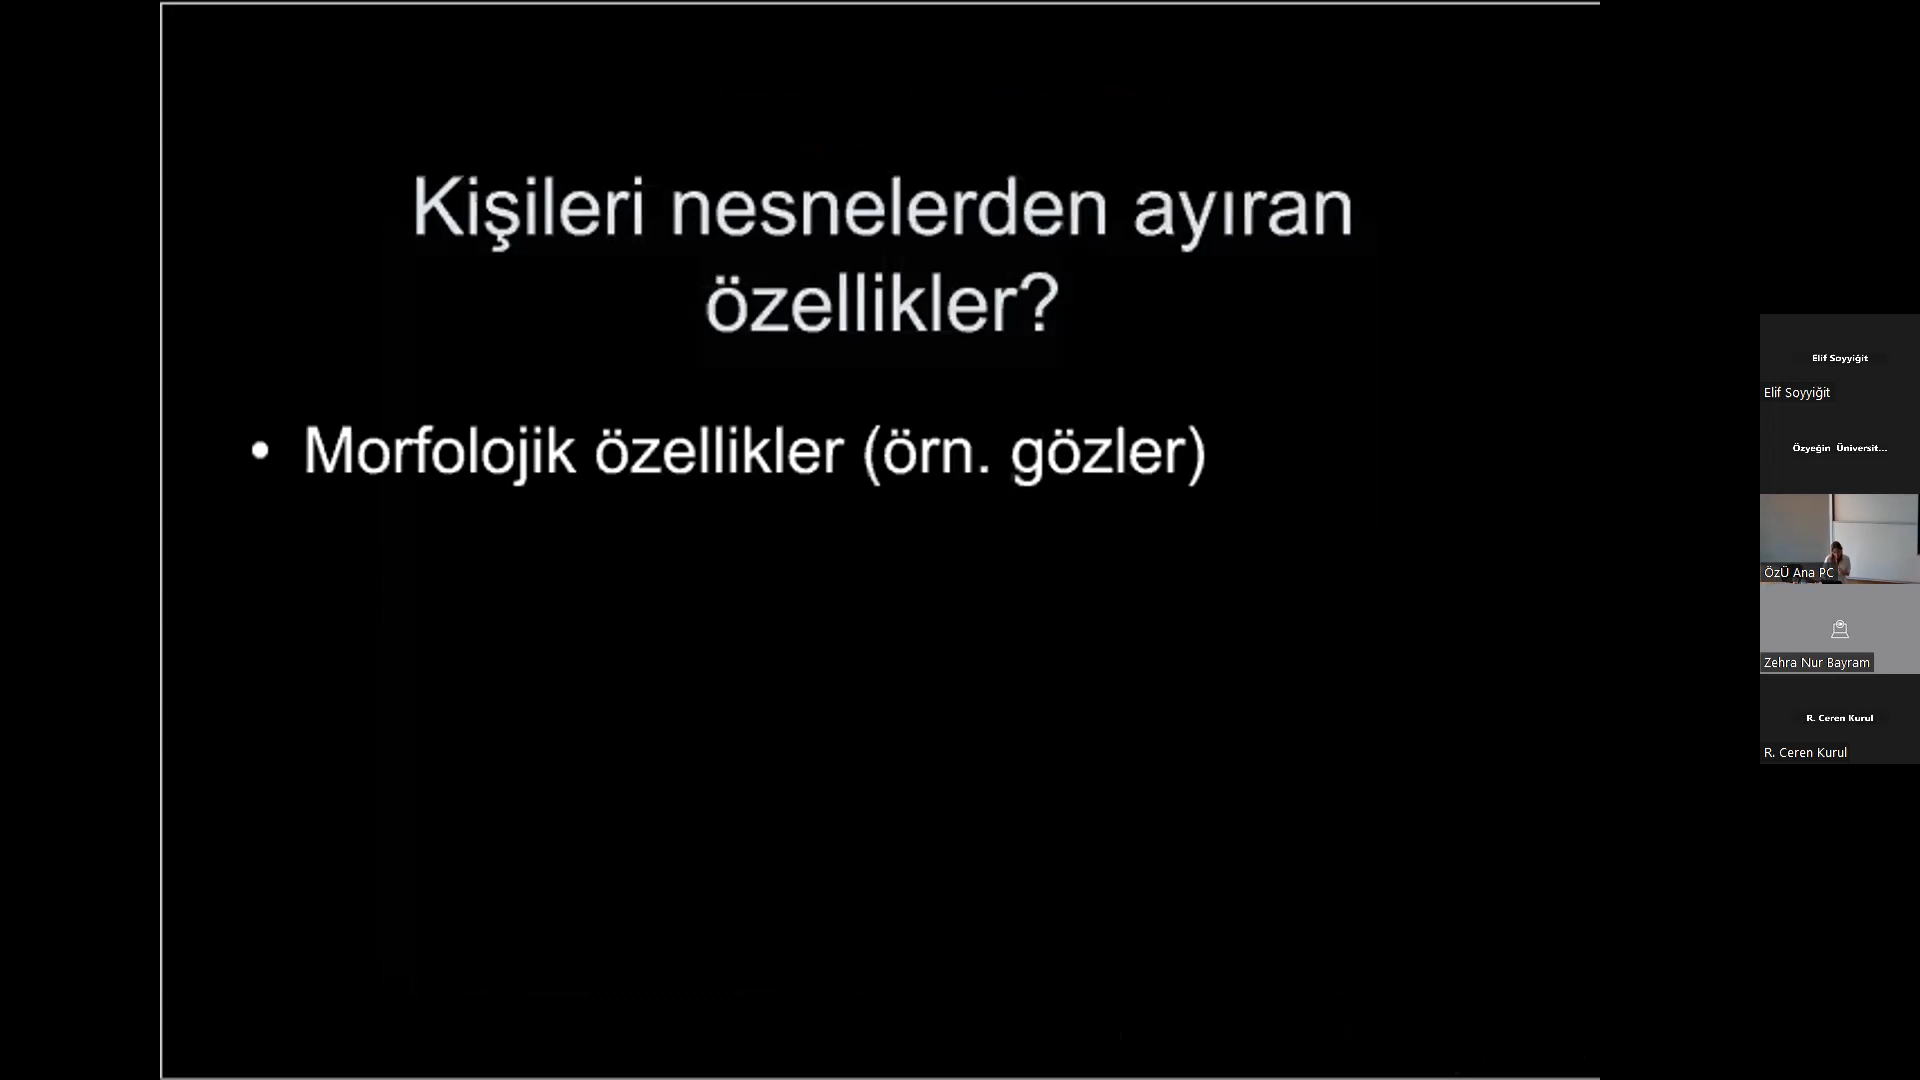 Kişileri nesnelerden ayıran
özellikler?
• Morfolojik özellikler (örn. gözler)
Elif Soyyiğit
Elif Soyyiğit
Özyeğin Üniversit...
ÖzÜ Ana PC
Zehra Nur Bayram
R. Ceren Kurul
R. Ceren Kurul